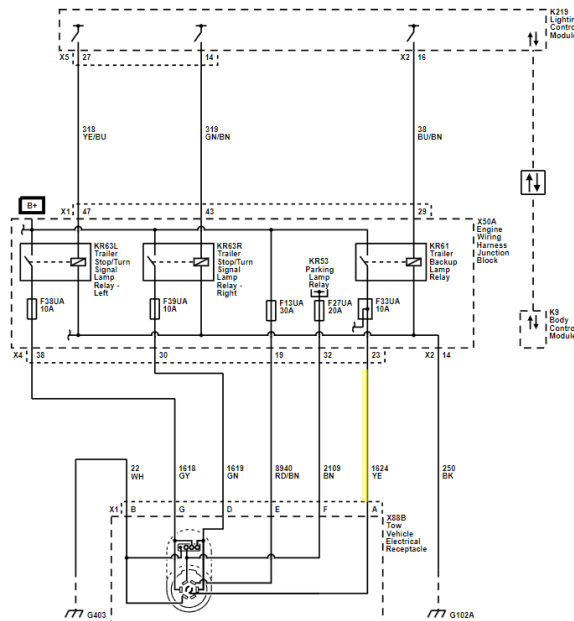 K219
Lighting
Control
Module
X5 27 14 X2 16
318
YE/BU
319
GN/BN
38
BU/BN
B+
X1 47 43 29
X50A
Engine
Wiring
Harness
Junction
Block
KR63L
Trailer
Stop/Turn
Signal
Lamp
Relay -
Left
KR63R
Trailer
Stop/Turn
Signal
Lamp
Relay -
Right
KR53
Parking
Lamp
Relay
KR61
Trailer
Backup
Lamp
Relay
F38UA
10A
F39UA
10A
F13UA
30A
F27UA
20A
F33UA
10A
K9
Body
Control
Module
X4 38 30 19 32 23 X2 14
22
WH
1618
GY
1619
GN
8940
RD/BN
2109
BN
1624
YE
250
BK
X1 B G D E F A
X88B
Tow
Vehicle
Electrical
Receptacle
G403
G102A